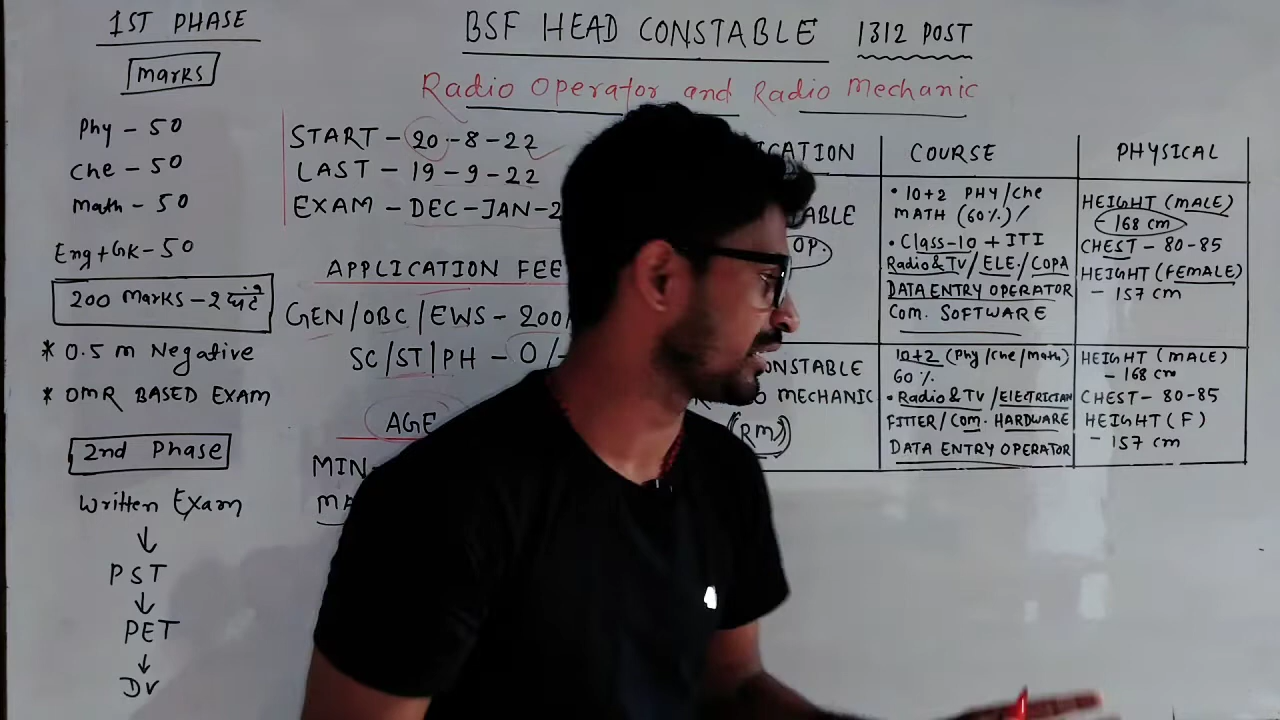 1ST PHASE
Marks
Phy - 50
Che - 50
Math - 50
Eng+GK - 50
200 Marks - 2 घंटे
* 0.5 m Negative
* OMR BASED EXAM
2nd Phase
Written Exam
↓
PST
↓
PET
↓
DV
BSF HEAD CONSTABLE 1312 POST
Radio Operator and Radio Mechanic
START - 20-8-22
LAST - 19-9-22
EXAM - DEC-JAN-2
APPLICATION FEE
GEN/OBC/EWS - 200/
SC/ST/PH - 0/-
AGE
MIN-
MA
ICATION
TABLE
OP.
ONSTABLE
O MECHANIC
(RM)
COURSE
• 10+2 PHY/Che
MATH (60%)/
• Class-10 + ITI
Radio & TV/ELE./COPA
DATA ENTRY OPERATOR
Com. SOFTWARE
10+2 (Phy/Che/Math)
60%
• Radio & TV/ElECTRICIAN
FITTER/Com. HARDWARE
DATA ENTRY OPERATOR
PHYSICAL
HEIGHT (MALE)
- 168 cm
CHEST - 80-85
HEIGHT (FEMALE)
- 157 cm
HEIGHT (MALE)
- 168 cm
CHEST - 80-85
HEIGHT (F)
- 157 cm